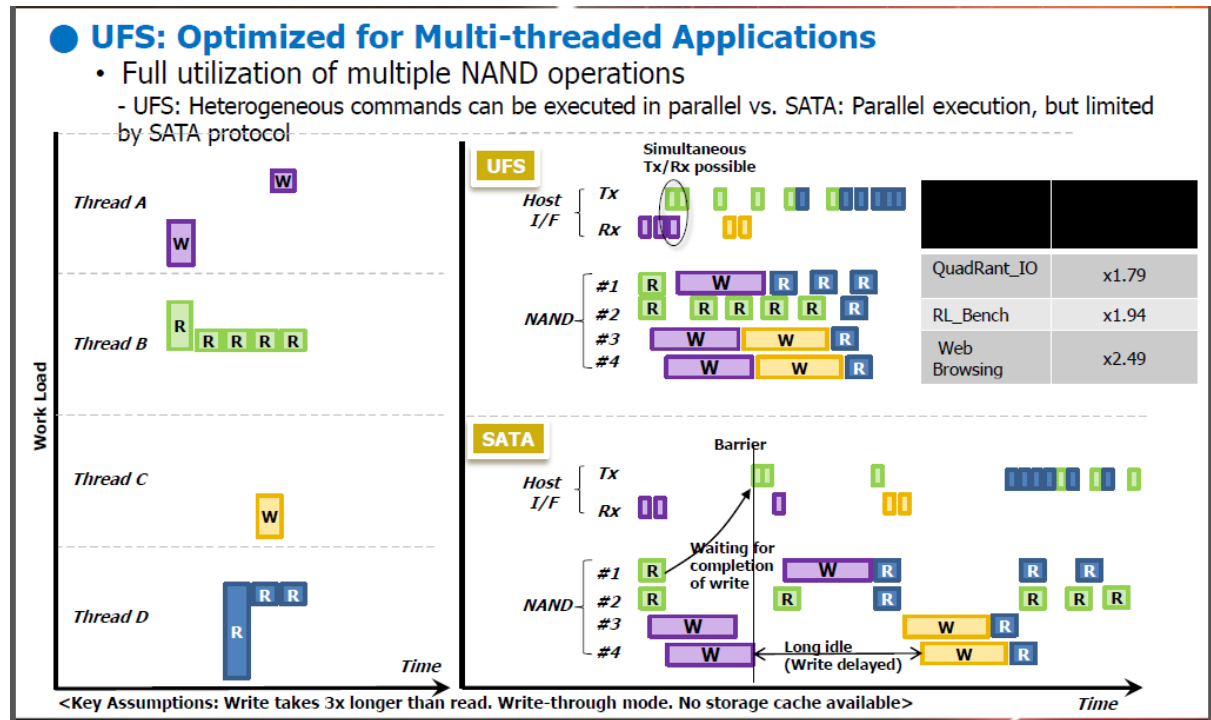 ● UFS: Optimized for Multi-threaded Applications
• Full utilization of multiple NAND operations
- UFS: Heterogeneous commands can be executed in parallel vs. SATA: Parallel execution, but limited
by SATA protocol
Work Load
Thread A
W
W
Thread B
R
R R R R
Thread C
W
Thread D
R R
R
Time
UFS
Simultaneous
Tx/Rx possible
Host
I/F
Tx
Rx
NAND
#1 R W R R R
#2 R R R R R R
#3 W W R
#4 W W R
QuadRant_IO x1.79
RL_Bench x1.94
Web
Browsing x2.49
SATA
Barrier
Host
I/F
Tx
Rx
Waiting for
completion
of write
NAND
#1 R W R R R
#2 R R R R R R
#3 W W R
#4 W W R
Long idle
(Write delayed)
Time
<Key Assumptions: Write takes 3x longer than read. Write-through mode. No storage cache available>